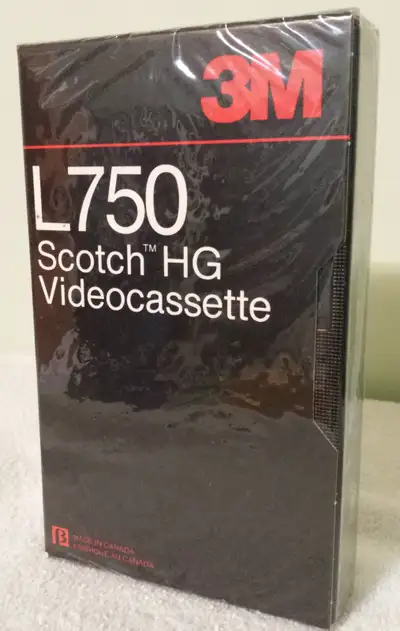 3M
L750
Scotch™ HG
Videocassette
β
MADE IN CANADA
FABRIQUÉ AU CANADA